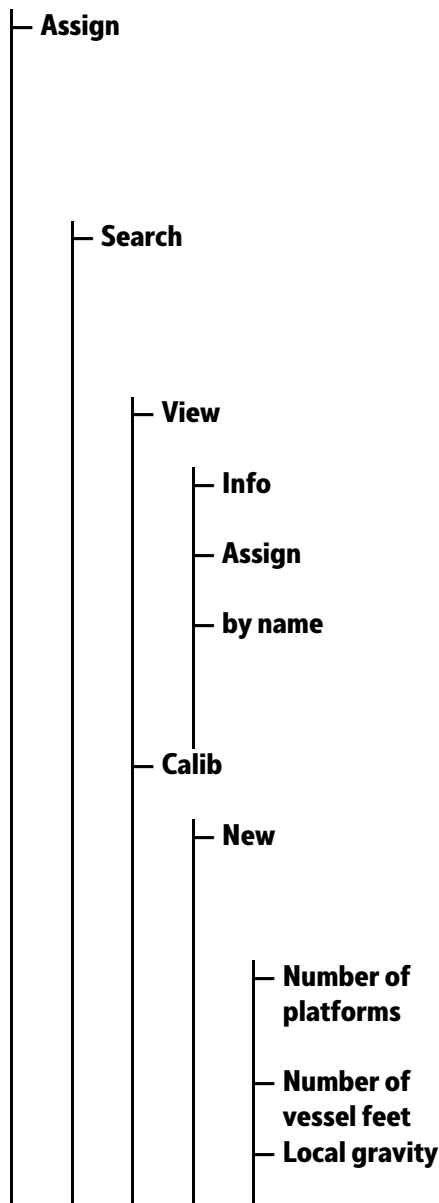 Assign
Search
View
Info
Assign
by name
Calib
New
Number of
platforms
Number of
vessel feet
Local gravity